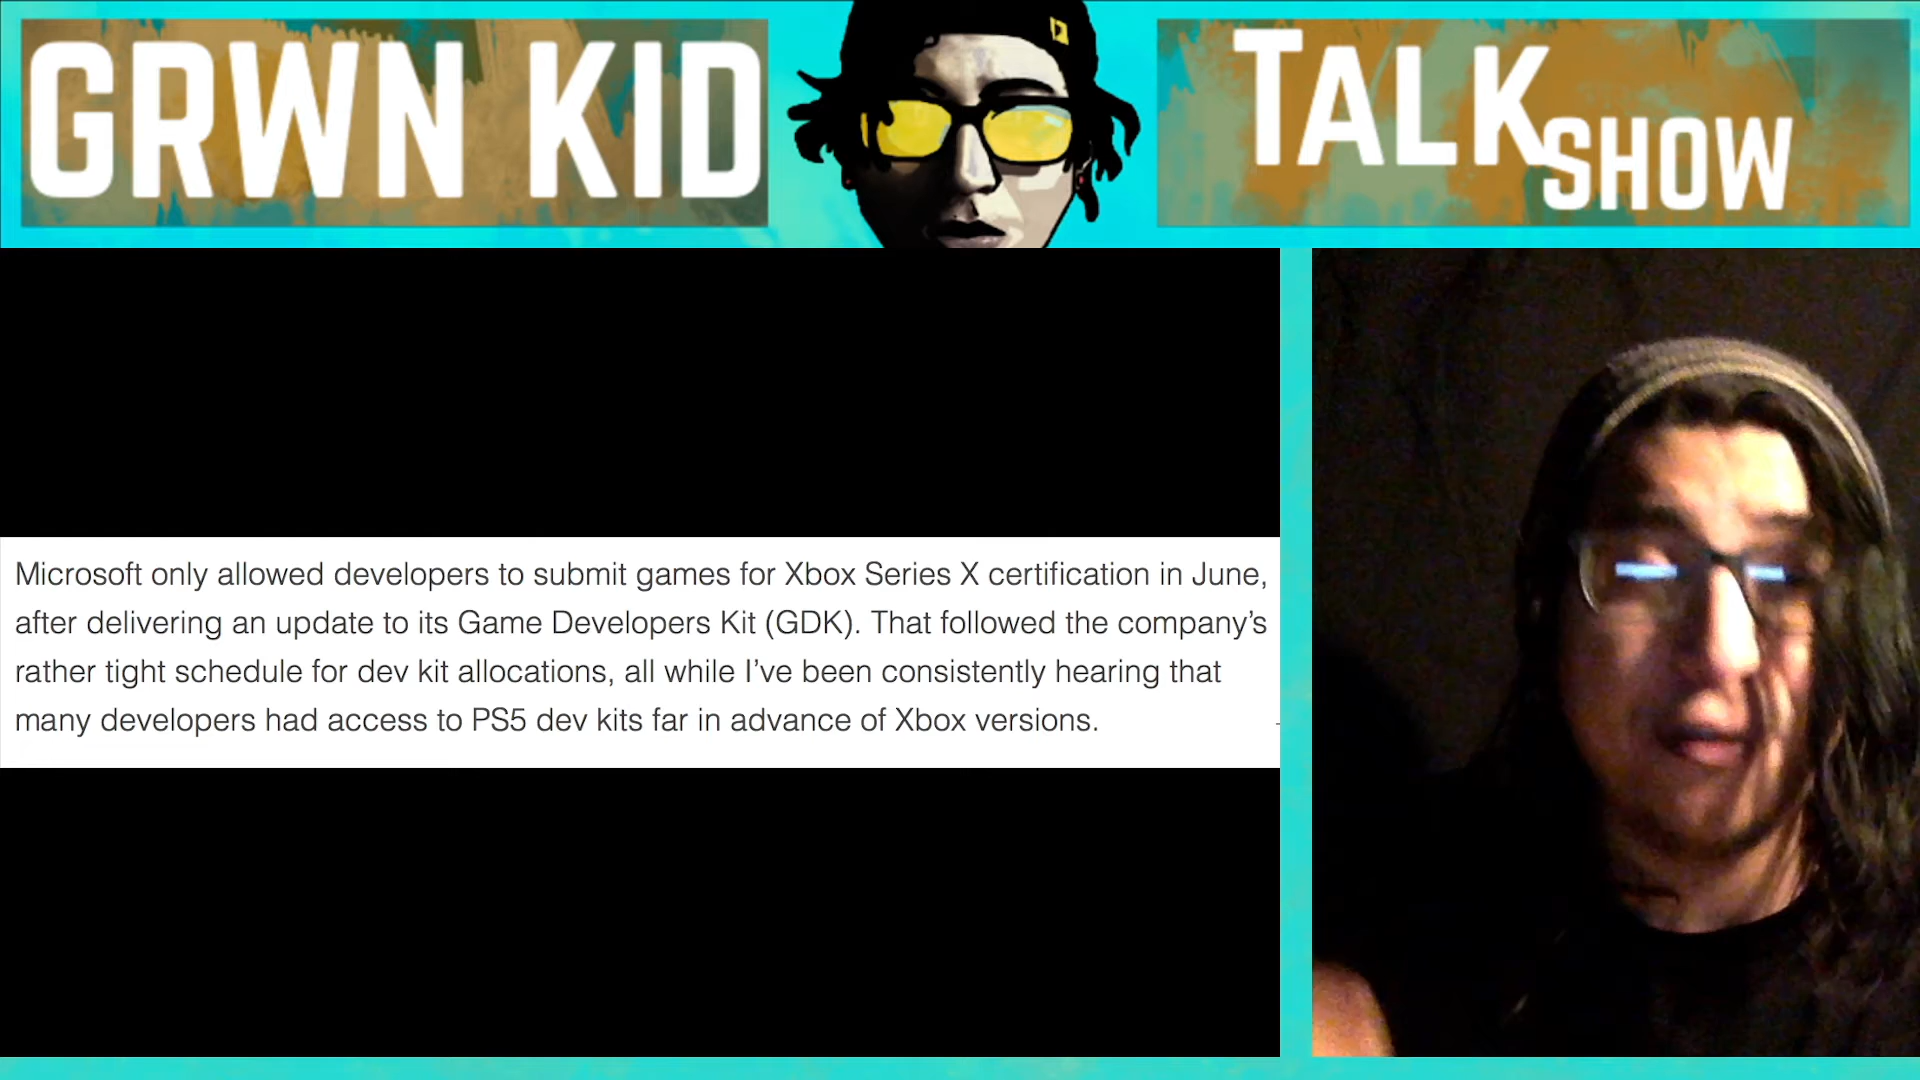 GRWN KID
TALK SHOW
Microsoft only allowed developers to submit games for Xbox Series X certification in June,
after delivering an update to its Game Developers Kit (GDK). That followed the company’s
rather tight schedule for dev kit allocations, all while I’ve been consistently hearing that
many developers had access to PS5 dev kits far in advance of Xbox versions.